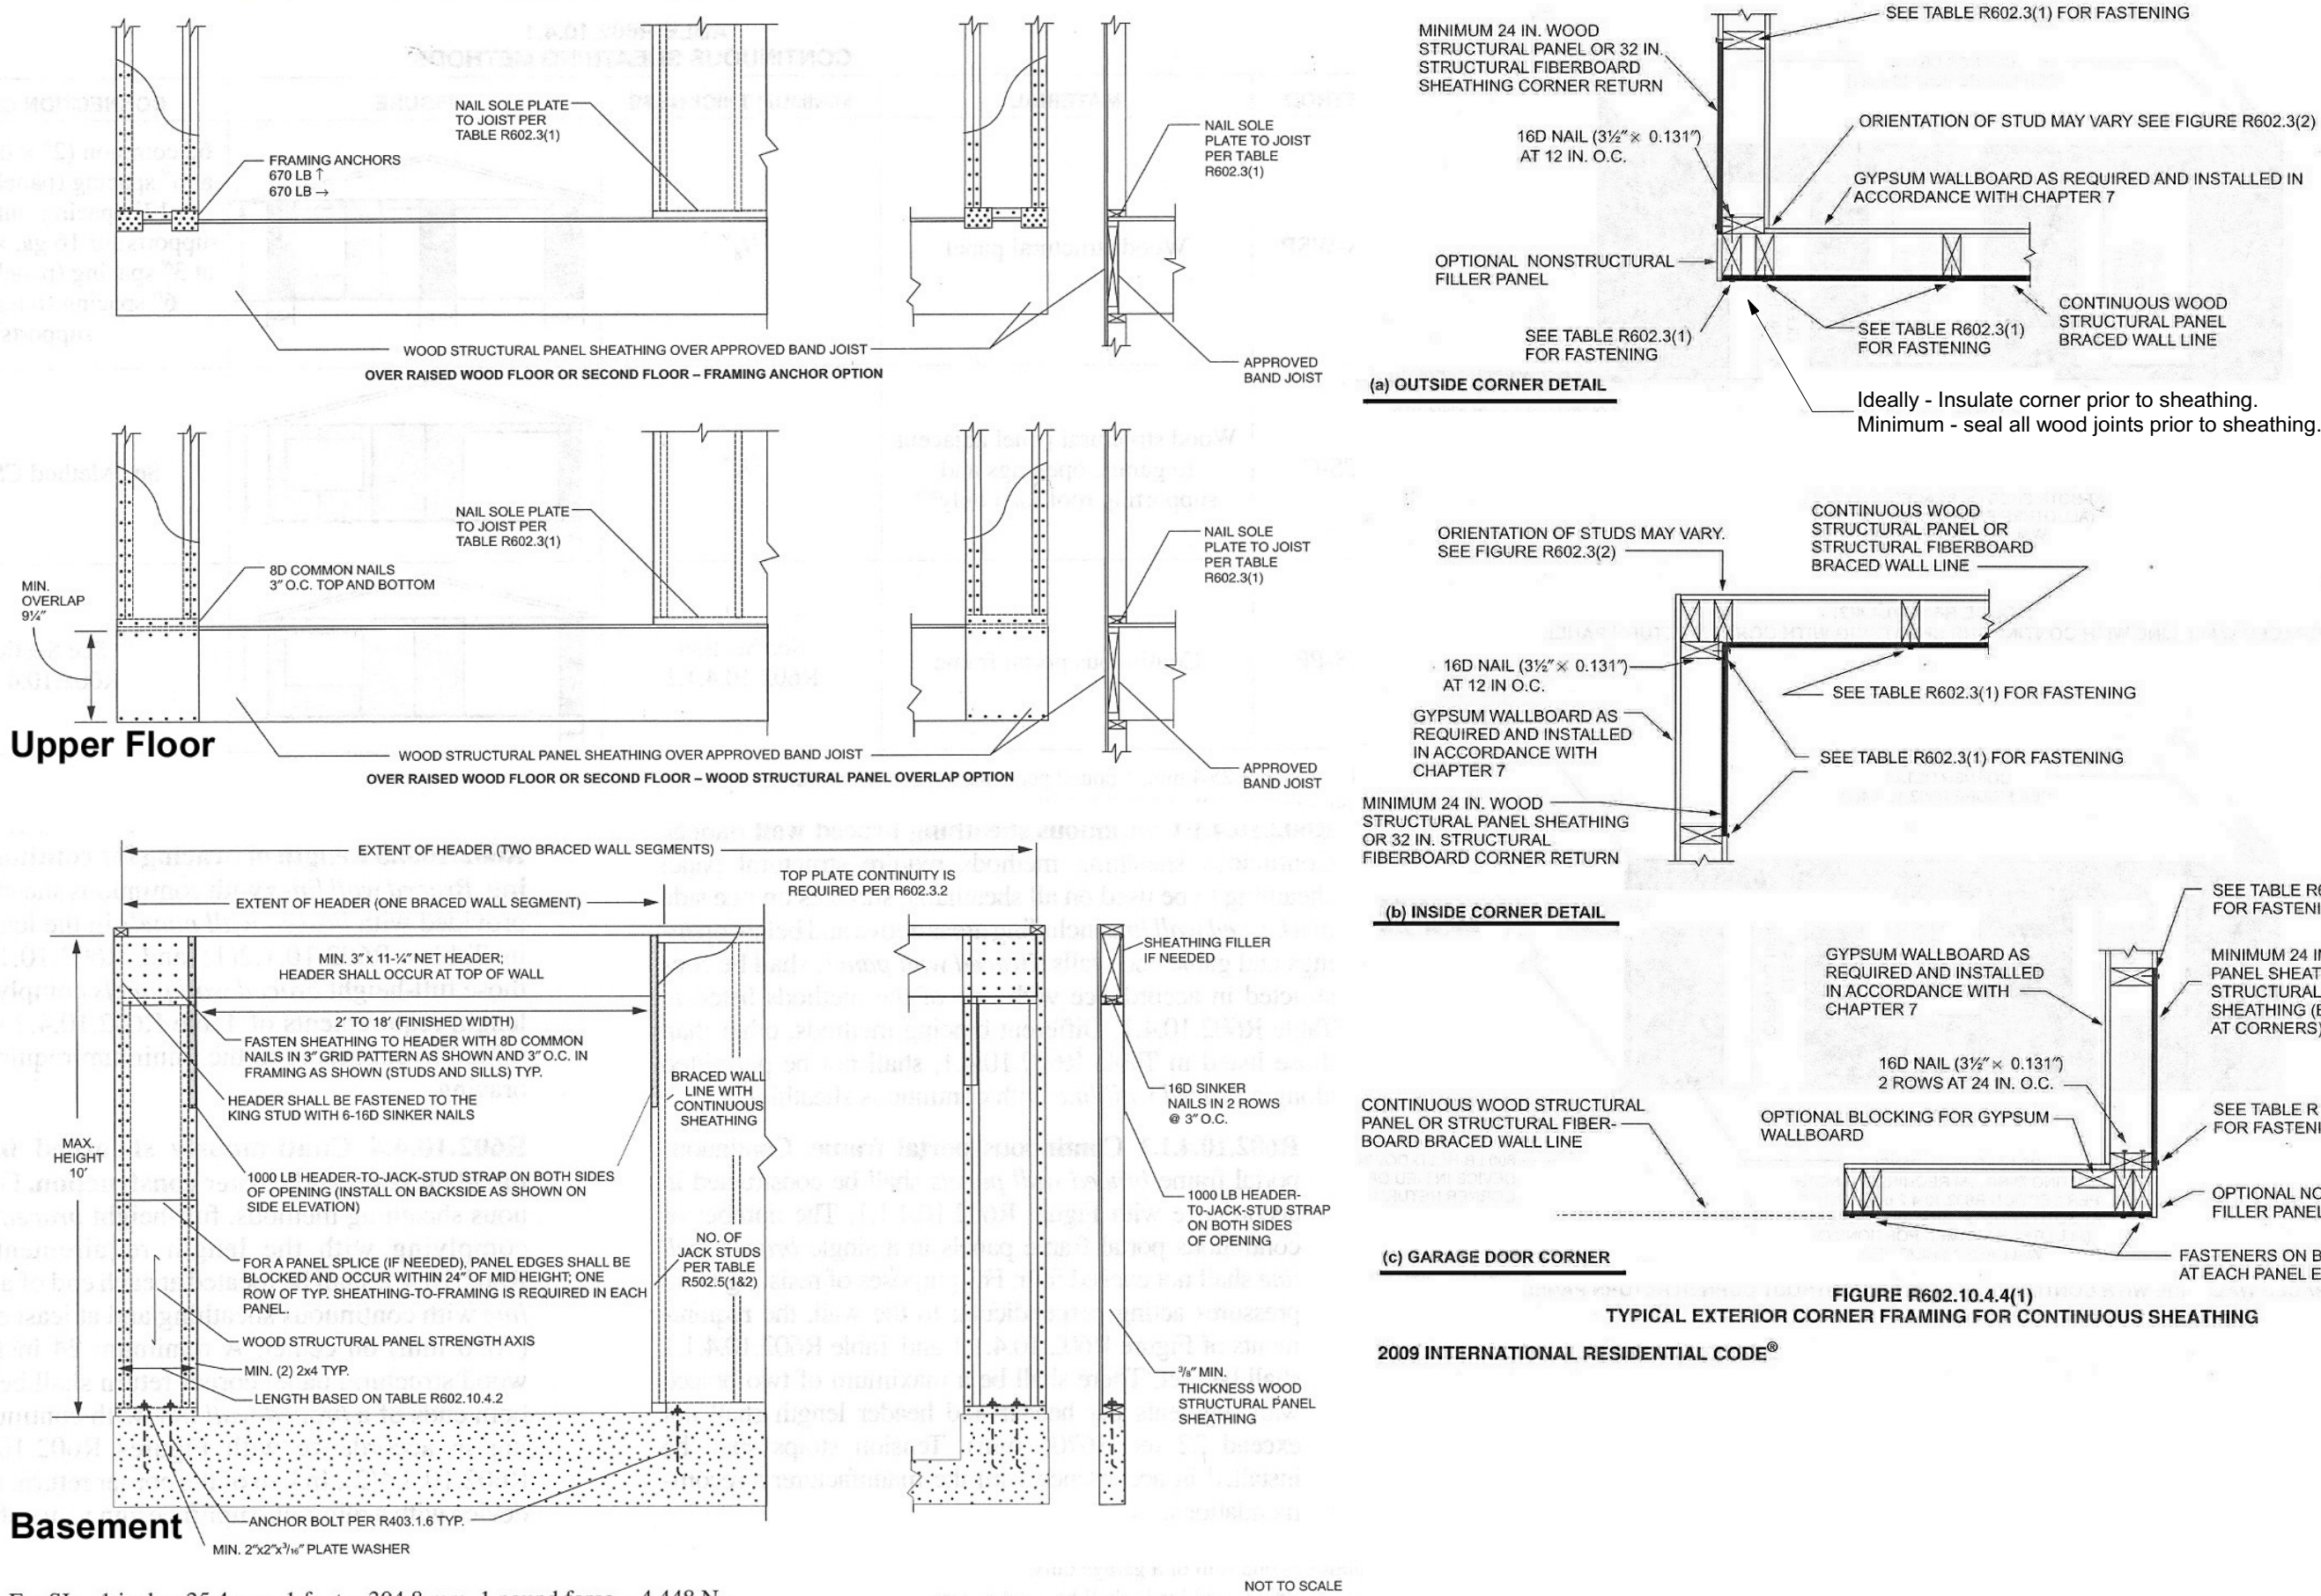 NAIL SOLE PLATE
TO JOIST PER
TABLE R602.3(1)
FRAMING ANCHORS
670 LB ↑
670 LB →
NAIL SOLE
PLATE TO JOIST
PER TABLE
R602.3(1)
WOOD STRUCTURAL PANEL SHEATHING OVER APPROVED BAND JOIST
APPROVED
BAND JOIST
OVER RAISED WOOD FLOOR OR SECOND FLOOR – FRAMING ANCHOR OPTION
NAIL SOLE PLATE
TO JOIST PER
TABLE R602.3(1)
8D COMMON NAILS
3" O.C. TOP AND BOTTOM
MIN.
OVERLAP
9¼"
NAIL SOLE
PLATE TO JOIST
PER TABLE
R602.3(1)
Upper Floor
WOOD STRUCTURAL PANEL SHEATHING OVER APPROVED BAND JOIST
APPROVED
BAND JOIST
OVER RAISED WOOD FLOOR OR SECOND FLOOR – WOOD STRUCTURAL PANEL OVERLAP OPTION
EXTENT OF HEADER (TWO BRACED WALL SEGMENTS)
TOP PLATE CONTINUITY IS
REQUIRED PER R602.3.2
EXTENT OF HEADER (ONE BRACED WALL SEGMENT)
MIN. 3" x 11-¼" NET HEADER;
HEADER SHALL OCCUR AT TOP OF WALL
SHEATHING FILLER
IF NEEDED
2' TO 18' (FINISHED WIDTH)
FASTEN SHEATHING TO HEADER WITH 8D COMMON
NAILS IN 3" GRID PATTERN AS SHOWN AND 3" O.C. IN
FRAMING AS SHOWN (STUDS AND SILLS) TYP.
HEADER SHALL BE FASTENED TO THE
KING STUD WITH 6-16D SINKER NAILS
BRACED WALL
LINE WITH
CONTINUOUS
SHEATHING
16D SINKER
NAILS IN 2 ROWS
@ 3" O.C.
MAX.
HEIGHT
10'
1000 LB HEADER-TO-JACK-STUD STRAP ON BOTH SIDES
OF OPENING (INSTALL ON BACKSIDE AS SHOWN ON
SIDE ELEVATION)
1000 LB HEADER-
TO-JACK-STUD STRAP
ON BOTH SIDES
OF OPENING
NO. OF
JACK STUDS
PER TABLE
R502.5(1&2)
FOR A PANEL SPLICE (IF NEEDED), PANEL EDGES SHALL BE
BLOCKED AND OCCUR WITHIN 24" OF MID HEIGHT; ONE
ROW OF TYP. SHEATHING-TO-FRAMING IS REQUIRED IN EACH
PANEL.
WOOD STRUCTURAL PANEL STRENGTH AXIS
MIN. (2) 2x4 TYP.
LENGTH BASED ON TABLE R602.10.4.2
3/8" MIN.
THICKNESS WOOD
STRUCTURAL PANEL
SHEATHING
Basement
ANCHOR BOLT PER R403.1.6 TYP.
MIN. 2"x2"x3/16" PLATE WASHER
NOT TO SCALE
SEE TABLE R602.3(1) FOR FASTENING
MINIMUM 24 IN. WOOD
STRUCTURAL PANEL OR 32 IN.
STRUCTURAL FIBERBOARD
SHEATHING CORNER RETURN
16D NAIL (3½" × 0.131")
AT 12 IN. O.C.
ORIENTATION OF STUD MAY VARY SEE FIGURE R602.3(2)
GYPSUM WALLBOARD AS REQUIRED AND INSTALLED IN
ACCORDANCE WITH CHAPTER 7
OPTIONAL NONSTRUCTURAL
FILLER PANEL
CONTINUOUS WOOD
STRUCTURAL PANEL
BRACED WALL LINE
SEE TABLE R602.3(1)
FOR FASTENING
SEE TABLE R602.3(1)
FOR FASTENING
(a) OUTSIDE CORNER DETAIL
Ideally - Insulate corner prior to sheathing.
Minimum - seal all wood joints prior to sheathing.
ORIENTATION OF STUDS MAY VARY.
SEE FIGURE R602.3(2)
CONTINUOUS WOOD
STRUCTURAL PANEL OR
STRUCTURAL FIBERBOARD
BRACED WALL LINE
16D NAIL (3½" × 0.131")
AT 12 IN O.C.
SEE TABLE R602.3(1) FOR FASTENING
GYPSUM WALLBOARD AS
REQUIRED AND INSTALLED
IN ACCORDANCE WITH
CHAPTER 7
SEE TABLE R602.3(1) FOR FASTENING
MINIMUM 24 IN. WOOD
STRUCTURAL PANEL SHEATHING
OR 32 IN. STRUCTURAL
FIBERBOARD CORNER RETURN
(b) INSIDE CORNER DETAIL
SEE TABLE
FOR
GYPSUM WALLBOARD AS
REQUIRED AND INSTALLED
IN ACCORDANCE WITH
CHAPTER 7
MINIMUM 24
PANEL
STRUCTURAL
SHEATHING
AT CORNERS)
16D NAIL (3½" × 0.131")
2 ROWS AT 24 IN. O.C.
CONTINUOUS WOOD STRUCTURAL
PANEL OR STRUCTURAL FIBER-
BOARD BRACED WALL LINE
OPTIONAL BLOCKING FOR GYPSUM
WALLBOARD
SEE TABLE
FOR
OPTIONAL
FILLER
(c) GARAGE DOOR CORNER
FASTENERS ON
AT EACH PANEL
FIGURE R602.10.4.4(1)
TYPICAL EXTERIOR CORNER FRAMING FOR CONTINUOUS SHEATHING
2009 INTERNATIONAL RESIDENTIAL CODE®